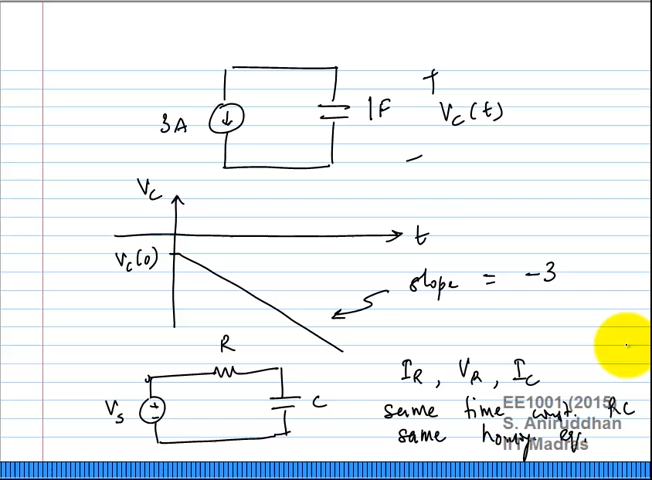 3A
1F
+
Vc(t)
−
Vc
t
Vc(0)
slope = -3
R
Vs
+
-
C
IR, VR, Ic
same time const. RC
same homog eq.
EE1001 (2015)
S. Aniruddhan
IIT Madras